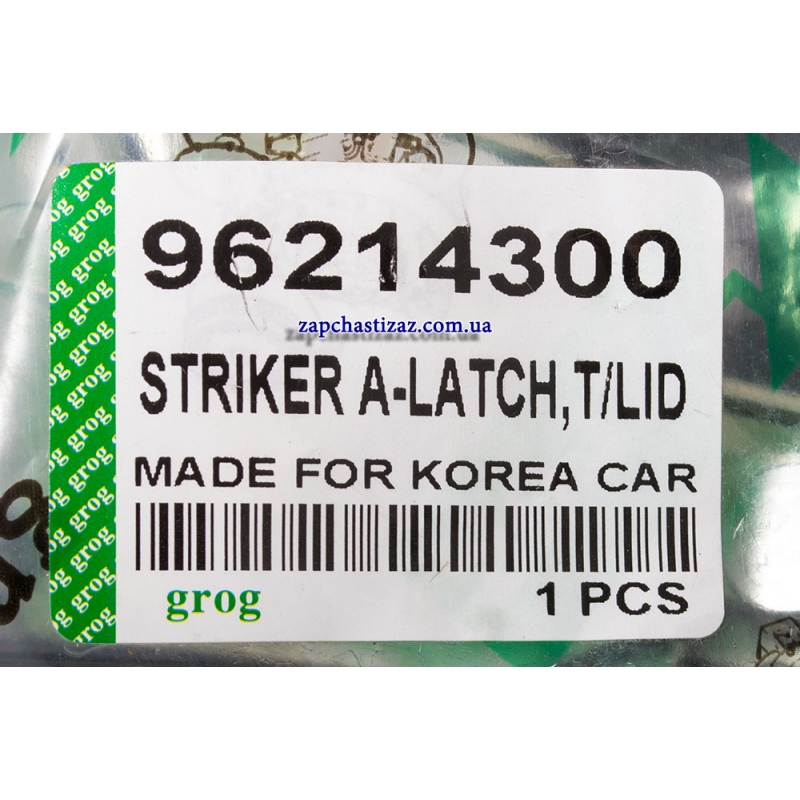 96214300
zapchastizaz.com.ua
STRIKER A-LATCH,T/LID
MADE FOR KOREA CAR
grog
1 PCS